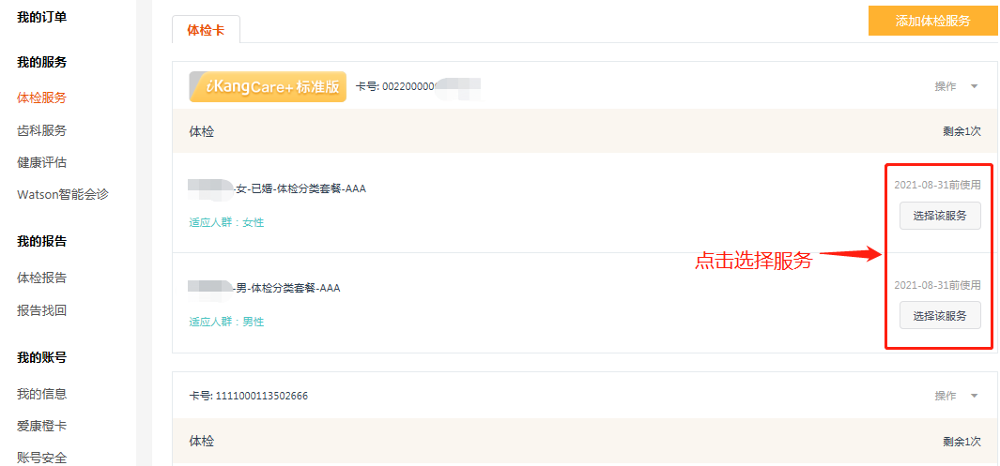 我的订单
我的服务
体检服务
齿科服务
健康评估
Watson智能会诊
我的报告
体检报告
报告找回
我的账号
我的信息
爱康橙卡
账号安全
体检卡
添加体检服务
iKangCare+标准版
卡号: 002200000
操作
体检
剩余1次
-女-已婚-体检分类套餐-AAA
2021-08-31前使用
适应人群：女性
选择该服务
点击选择服务
-男-体检分类套餐-AAA
2021-08-31前使用
适应人群：男性
选择该服务
卡号: 1111000113502666
操作
体检
剩余1次